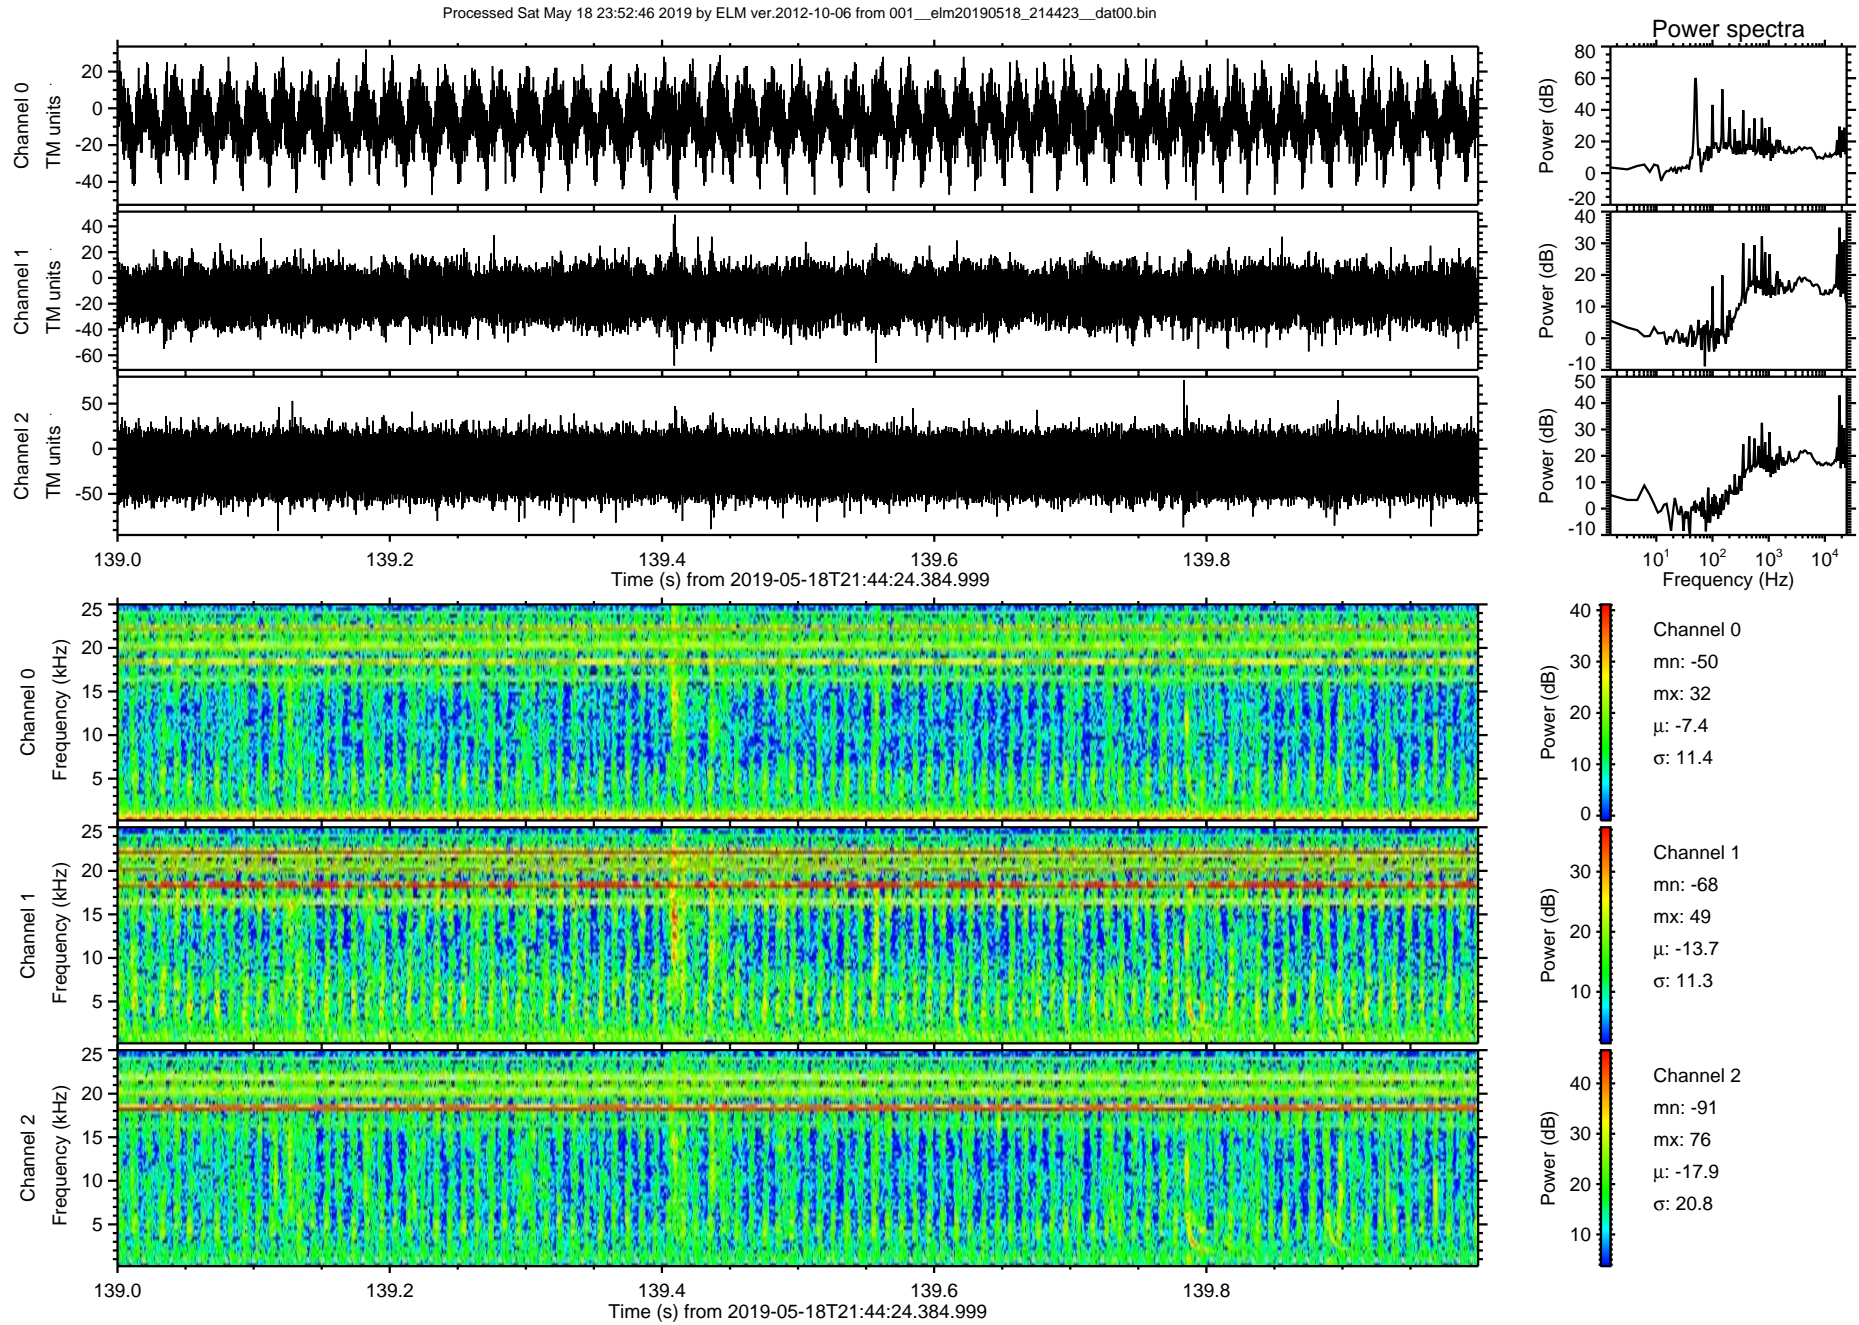 Processed Sat May 18 23:52:46 2019 by ELM ver.2012-10-06 from 001__elm20190518_214423__dat00.bin
Power spectra
Channel 0
TM units
20
0
-20
-40
Power (dB)
80
60
40
20
0
-20
Channel 1
TM units
40
20
0
-20
-40
-60
Power (dB)
40
30
20
10
0
-10
Channel 2
TM units
50
0
-50
Power (dB)
50
40
30
20
10
0
-10
139.0
139.2
139.4
139.6
139.8
Time (s) from 2019-05-18T21:44:24.384.999
10^1
10^2
10^3
10^4
Frequency (Hz)
Channel 0
Frequency (kHz)
25
20
15
10
5
Power (dB)
40
30
20
10
0
Channel 0
mn: -50
mx: 32
μ: -7.4
σ: 11.4
Channel 1
Frequency (kHz)
25
20
15
10
5
Power (dB)
30
20
10
Channel 1
mn: -68
mx: 49
μ: -13.7
σ: 11.3
Channel 2
Frequency (kHz)
25
20
15
10
5
Power (dB)
40
30
20
10
Channel 2
mn: -91
mx: 76
μ: -17.9
σ: 20.8
139.0
139.2
139.4
139.6
139.8
Time (s) from 2019-05-18T21:44:24.384.999